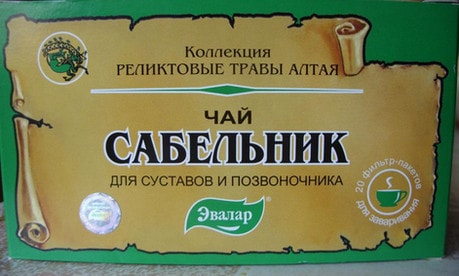 Коллекция
РЕЛИКТОВЫЕ ТРАВЫ АЛТАЯ
ЧАЙ
САБЕЛЬНИК
ДЛЯ СУСТАВОВ И ПОЗВОНОЧНИКА
Эвалар®
20 фильтр-пакетов
для заваривания